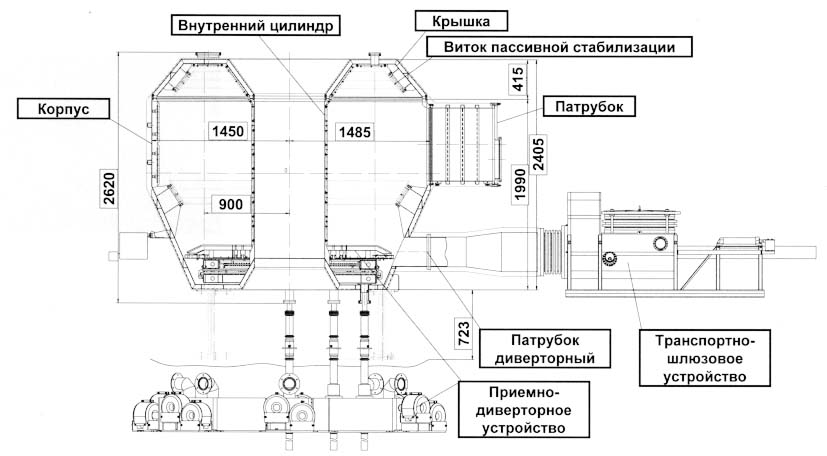 Крышка
Внутренний цилиндр
Виток пассивной стабилизации
415
Корпус
Патрубок
1450
1485
2405
1990
2620
900
723
Патрубок
диверторный
Транспортно-
шлюзовое
устройство
Приемно-
диверторное
устройство